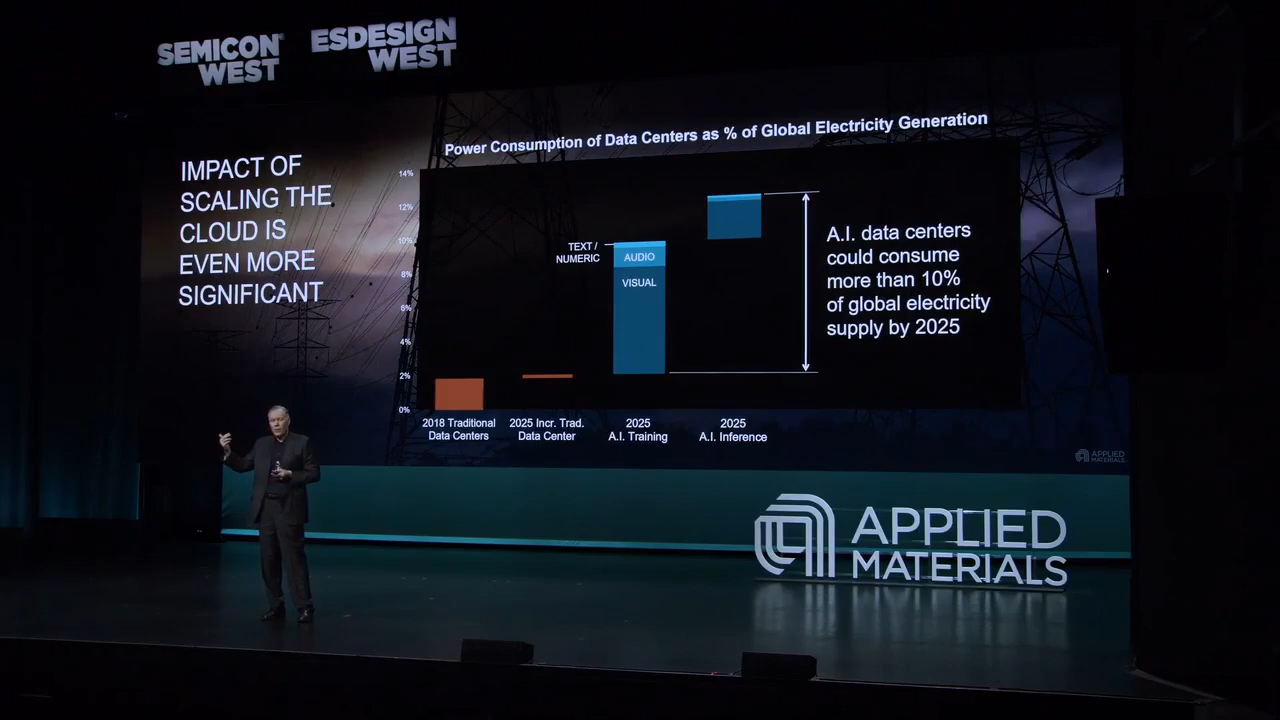 SEMICON®
WEST
ESDESIGN
WEST
IMPACT OF
SCALING THE
CLOUD IS
EVEN MORE
SIGNIFICANT
Power Consumption of Data Centers as % of Global Electricity Generation
14%
12%
10%
8%
6%
4%
2%
0%
TEXT /
NUMERIC
AUDIO
VISUAL
A.I. data centers
could consume
more than 10%
of global electricity
supply by 2025
2018 Traditional
Data Centers
2025 Incr. Trad.
Data Center
2025
A.I. Training
2025
A.I. Inference
APPLIED
MATERIALS
APPLIED
MATERIALS